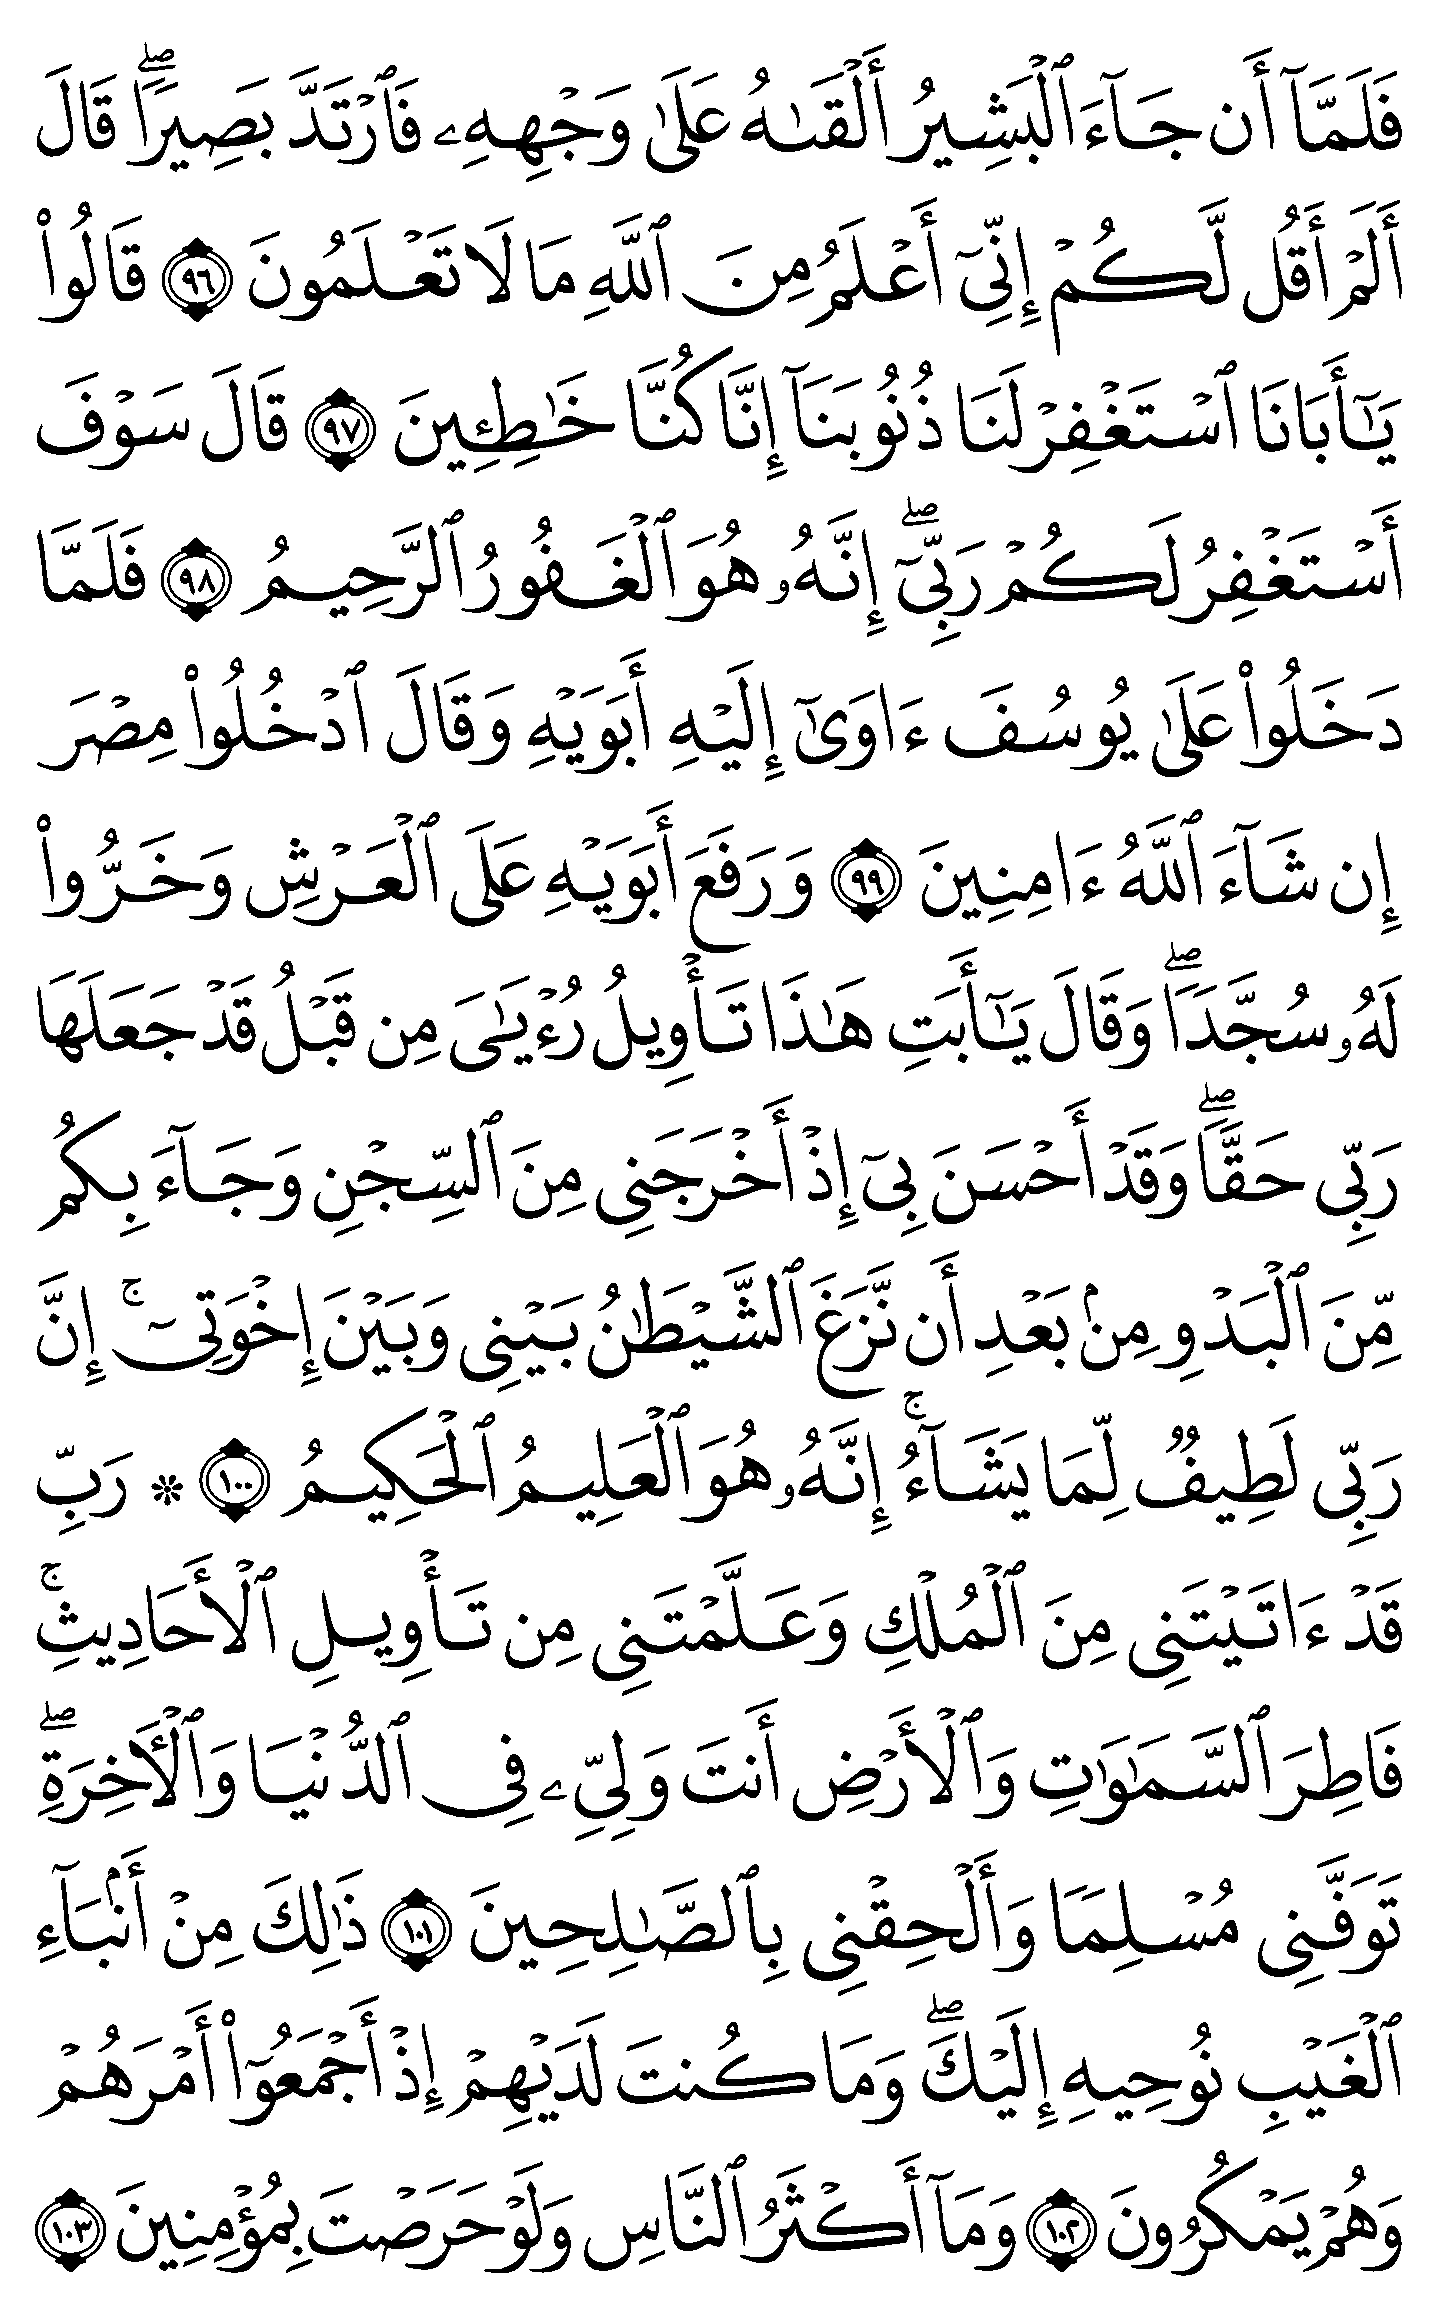 فَلَمَّآ أَن جَآءَ ٱلْبَشِيرُ أَلْقَىٰهُ عَلَىٰ وَجْهِهِۦ فَٱرْتَدَّ بَصِيرًاۖ قَالَ
أَلَمْ أَقُل لَّكُمْ إِنِّىٓ أَعْلَمُ مِنَ ٱللَّهِ مَا لَا تَعْلَمُونَ ٩٦ قَالُوا۟
يَـٰٓأَبَانَا ٱسْتَغْفِرْ لَنَا ذُنُوبَنَآ إِنَّا كُنَّا خَـٰطِـِٔينَ ٩٧ قَالَ سَوْفَ
أَسْتَغْفِرُ لَكُمْ رَبِّىٓۖ إِنَّهُۥ هُوَ ٱلْغَفُورُ ٱلرَّحِيمُ ٩٨ فَلَمَّا
دَخَلُوا۟ عَلَىٰ يُوسُفَ ءَاوَىٰٓ إِلَيْهِ أَبَوَيْهِ وَقَالَ ٱدْخُلُوا۟ مِصْرَ
إِن شَآءَ ٱللَّهُ ءَامِنِينَ ٩٩ وَرَفَعَ أَبَوَيْهِ عَلَى ٱلْعَرْشِ وَخَرُّوا۟
لَهُۥ سُجَّدًاۖ وَقَالَ يَـٰٓأَبَتِ هَـٰذَا تَأْوِيلُ رُءْيَـٰىَ مِن قَبْلُ قَدْ جَعَلَهَا
رَبِّى حَقًّاۖ وَقَدْ أَحْسَنَ بِىٓ إِذْ أَخْرَجَنِى مِنَ ٱلسِّجْنِ وَجَآءَ بِكُم
مِّنَ ٱلْبَدْوِ مِنۢ بَعْدِ أَن نَّزَغَ ٱلشَّيْطَـٰنُ بَيْنِى وَبَيْنَ إِخْوَتِىٓۚ إِنَّ
رَبِّى لَطِيفٌ لِّمَا يَشَآءُۚ إِنَّهُۥ هُوَ ٱلْعَلِيمُ ٱلْحَكِيمُ ١٠٠ ۞ رَبِّ
قَدْ ءَاتَيْتَنِى مِنَ ٱلْمُلْكِ وَعَلَّمْتَنِى مِن تَأْوِيلِ ٱلْأَحَادِيثِۚ
فَاطِرَ ٱلسَّمَـٰوَٰتِ وَٱلْأَرْضِ أَنتَ وَلِىِّۦ فِى ٱلدُّنْيَا وَٱلْـَٔاخِرَةِۖ
تَوَفَّنِى مُسْلِمًا وَأَلْحِقْنِى بِٱلصَّـٰلِحِينَ ١٠١ ذَٰلِكَ مِنْ أَنۢبَآءِ
ٱلْغَيْبِ نُوحِيهِ إِلَيْكَۖ وَمَا كُنتَ لَدَيْهِمْ إِذْ أَجْمَعُوٓا۟ أَمْرَهُمْ
وَهُمْ يَمْكُرُونَ ١٠٢ وَمَآ أَكْثَرُ ٱلنَّاسِ وَلَوْ حَرَصْتَ بِمُؤْمِنِينَ ١٠٣